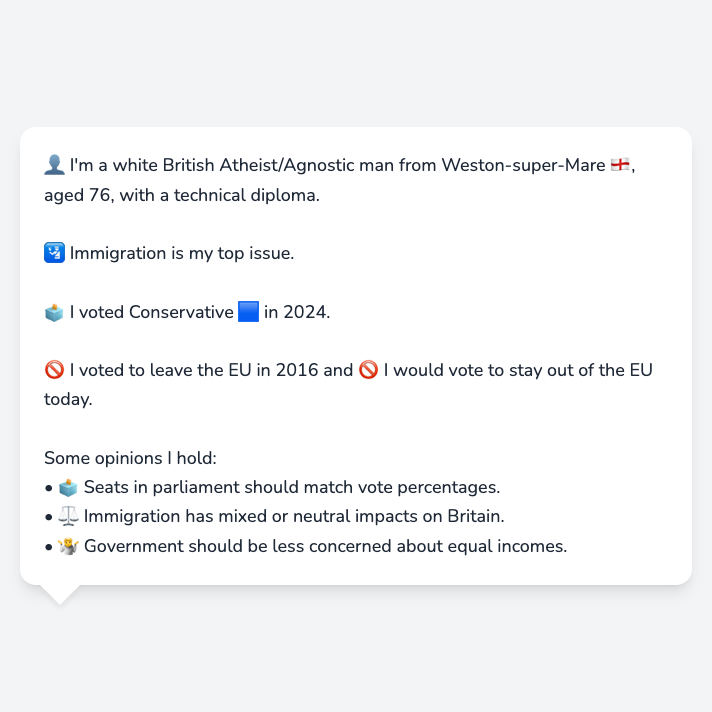 👤 I'm a white British Atheist/Agnostic man from Weston-super-Mare 🏴󠁧󠁢󠁥󠁮󠁧󠁿,
aged 76, with a technical diploma.
🛂 Immigration is my top issue.
🗳️ I voted Conservative 🟦 in 2024.
🚫 I voted to leave the EU in 2016 and 🚫 I would vote to stay out of the EU
today.
Some opinions I hold:
• 🗳️ Seats in parliament should match vote percentages.
• ⚖️ Immigration has mixed or neutral impacts on Britain.
• 🤷 Government should be less concerned about equal incomes.